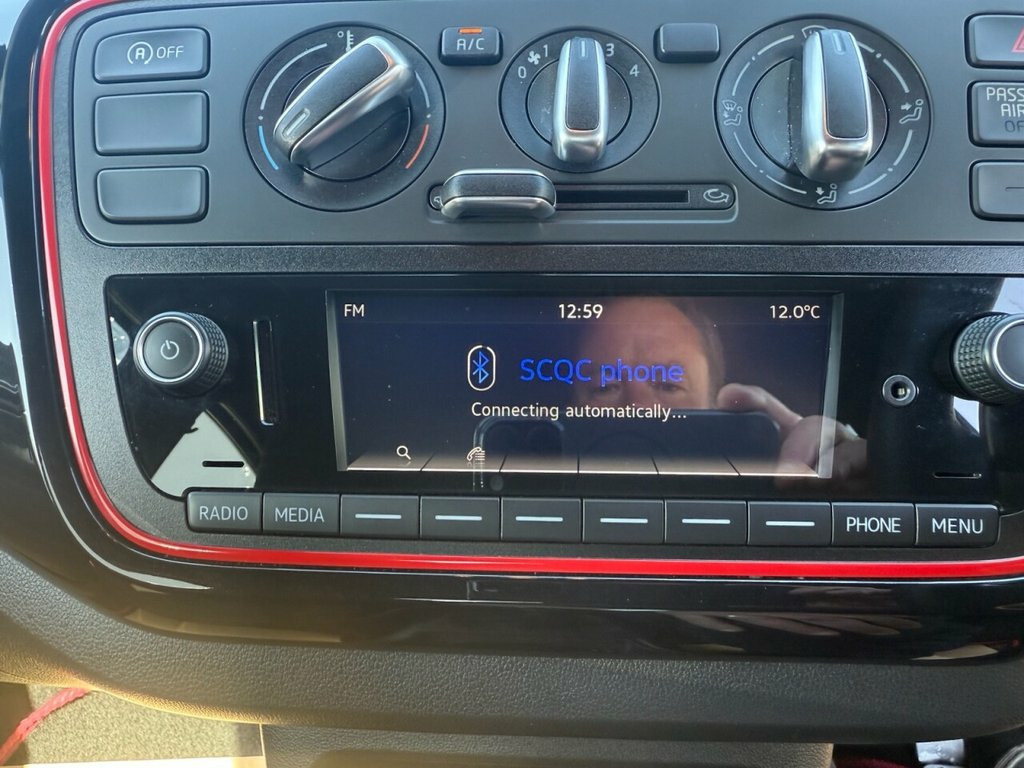 (A) OFF
°C
A/C
0 1 3 4
PASS
AIR
OF
FM 12:59 12.0°C
SCQC phone
Connecting automatically...
RADIO MEDIA PHONE MENU